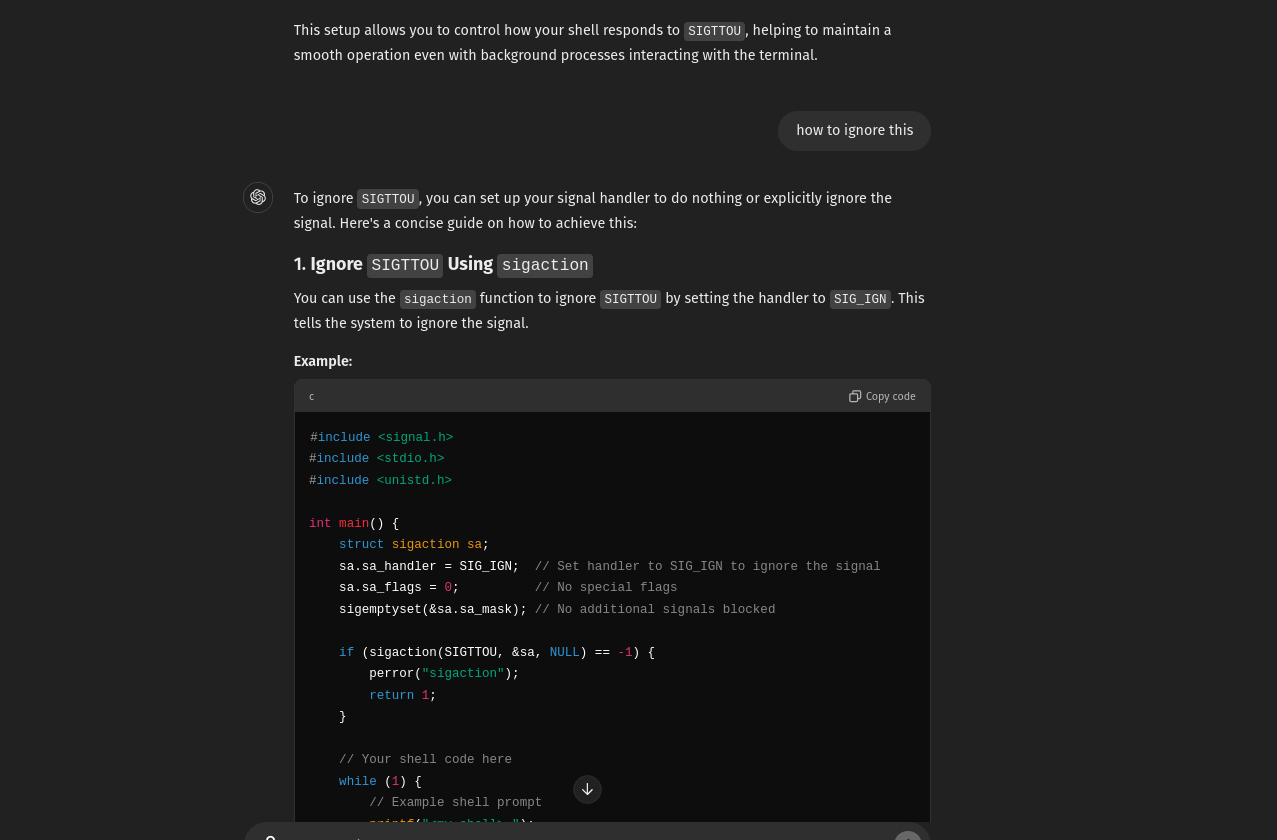 This setup allows you to control how your shell responds to SIGTTOU, helping to maintain a
smooth operation even with background processes interacting with the terminal.
how to ignore this
To ignore SIGTTOU, you can set up your signal handler to do nothing or explicitly ignore the
signal. Here's a concise guide on how to achieve this:
1. Ignore SIGTTOU Using sigaction
You can use the sigaction function to ignore SIGTTOU by setting the handler to SIG_IGN. This
tells the system to ignore the signal.
Example:
c Copy code
#include <signal.h>
#include <stdio.h>
#include <unistd.h>
int main() {
    struct sigaction sa;
    sa.sa_handler = SIG_IGN;  // Set handler to SIG_IGN to ignore the signal
    sa.sa_flags = 0;          // No special flags
    sigemptyset(&sa.sa_mask); // No additional signals blocked
    if (sigaction(SIGTTOU, &sa, NULL) == -1) {
        perror("sigaction");
        return 1;
    }
    // Your shell code here
    while (1) {
        // Example shell prompt